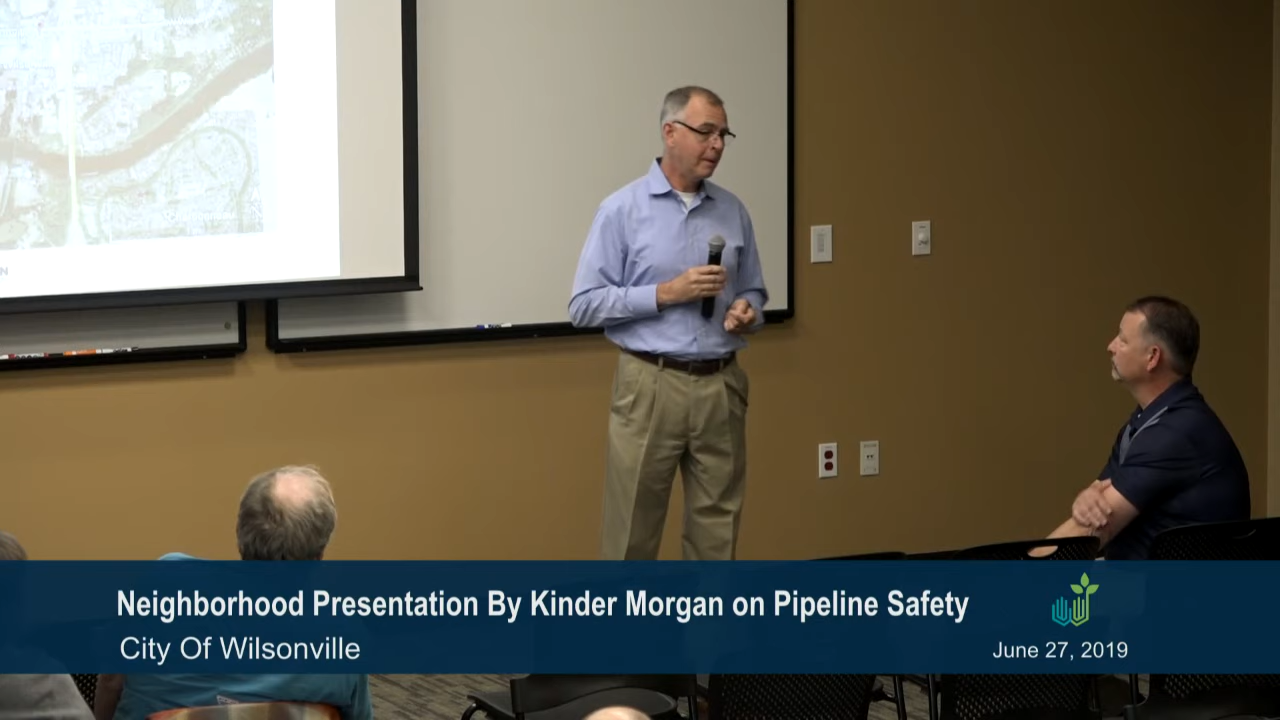 N
Neighborhood Presentation By Kinder Morgan on Pipeline Safety
City Of Wilsonville
June 27, 2019